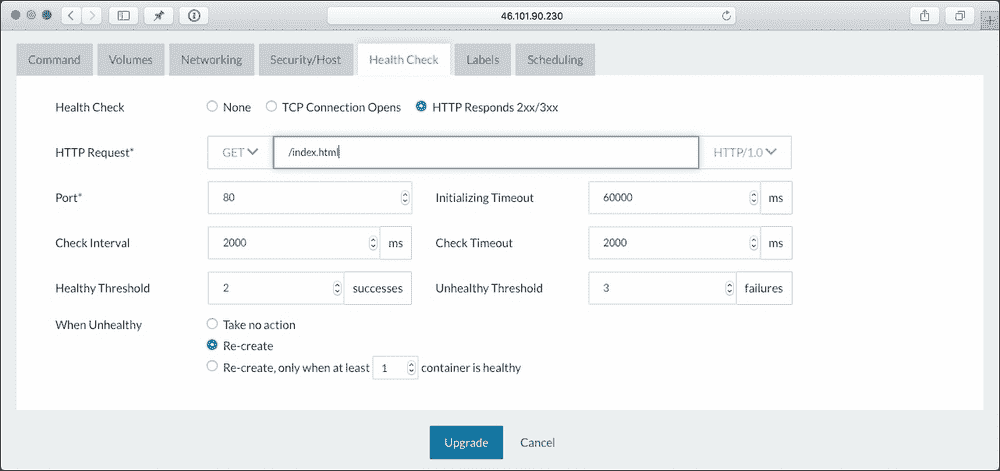 46.101.90.230
Command Volumes Networking Security/Host Health Check Labels Scheduling
Health Check None TCP Connection Opens HTTP Responds 2xx/3xx
HTTP Request* GET /index.html HTTP/1.0
Port* 80 Initializing Timeout 60000 ms
Check Interval 2000 ms Check Timeout 2000 ms
Healthy Threshold 2 successes Unhealthy Threshold 3 failures
When Unhealthy Take no action
Re-create
Re-create, only when at least 1 container is healthy
Upgrade Cancel